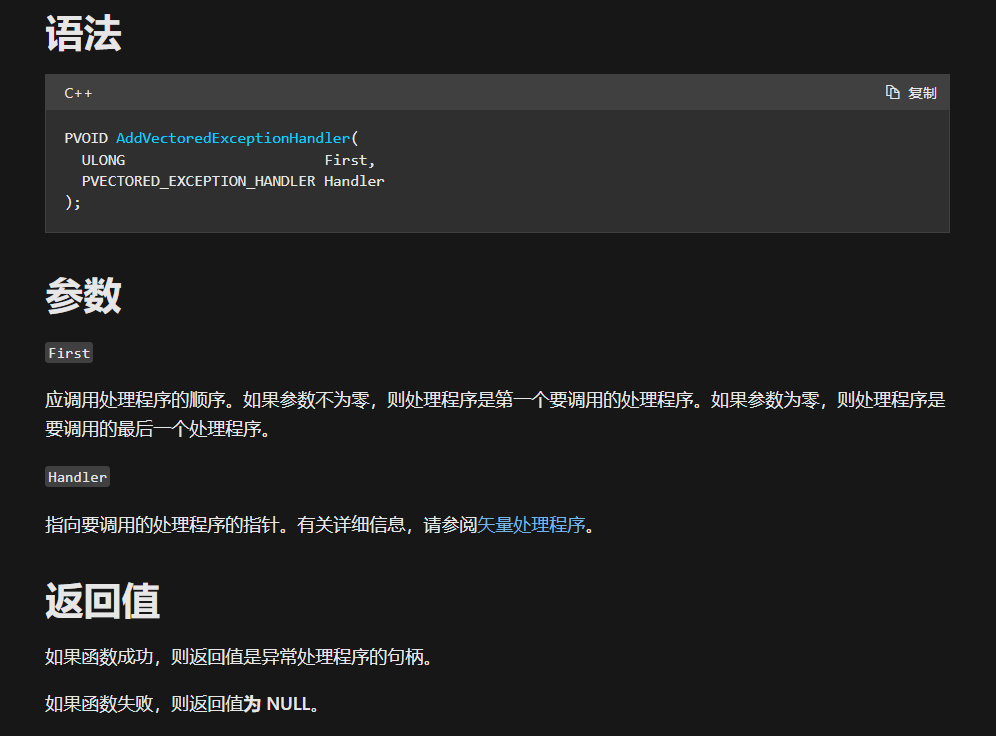 语法
C++
复制
PVOID AddVectoredExceptionHandler(
  ULONG                       First,
  PVECTORED_EXCEPTION_HANDLER Handler
);
参数
First
应调用处理程序的顺序。如果参数不为零，则处理程序是第一个要调用的处理程序。如果参数为零，则处理程序是
要调用的最后一个处理程序。
Handler
指向要调用的处理程序的指针。有关详细信息，请参阅矢量处理程序。
返回值
如果函数成功，则返回值是异常处理程序的句柄。
如果函数失败，则返回值为 NULL。